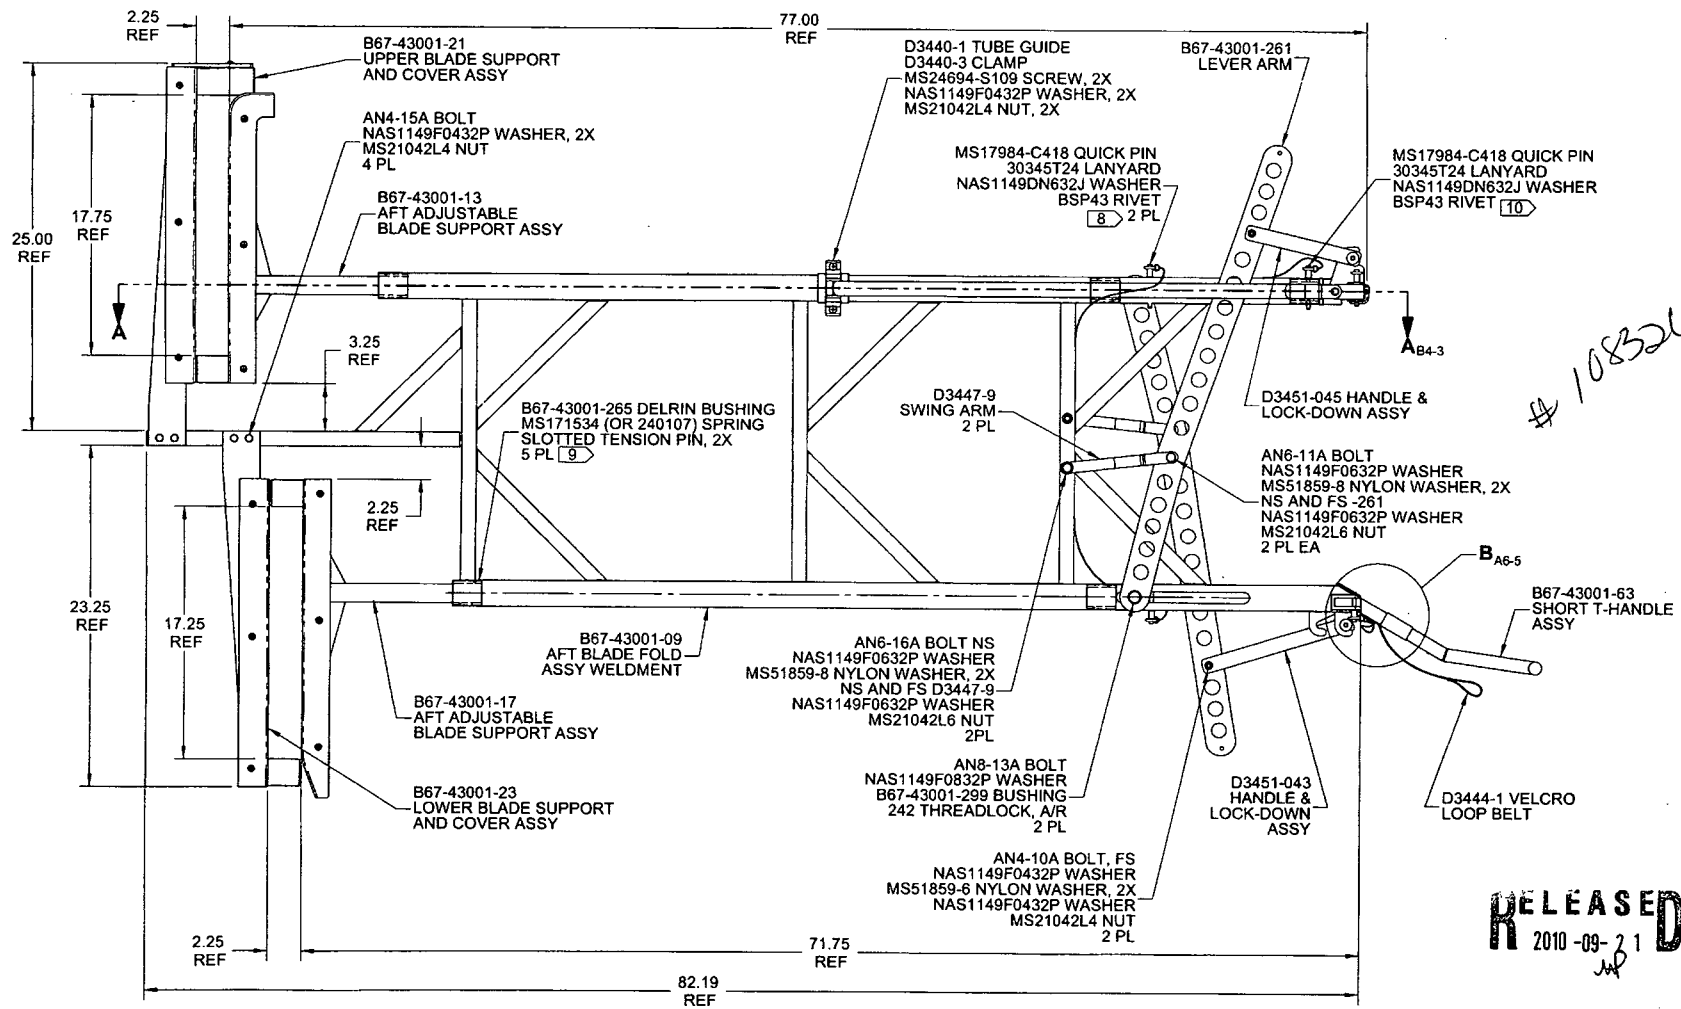 2.25
REF
77.00
REF
B67-43001-21
UPPER BLADE SUPPORT
AND COVER ASSY
D3440-1 TUBE GUIDE
D3440-3 CLAMP
MS24694-S109 SCREW, 2X
NAS1149F0432P WASHER, 2X
MS21042L4 NUT, 2X
B67-43001-261
LEVER ARM
AN4-15A BOLT
NAS1149F0432P WASHER, 2X
MS21042L4 NUT
4 PL
MS17984-C418 QUICK PIN
30345T24 LANYARD
NAS1149DN632J WASHER
BSP43 RIVET
8 2 PL
MS17984-C418 QUICK PIN
30345T24 LANYARD
NAS1149DN632J WASHER
BSP43 RIVET 10
B67-43001-13
AFT ADJUSTABLE
BLADE SUPPORT ASSY
17.75
REF
25.00
REF
A
A B4-3
3.25
REF
D3447-9
SWING ARM
2 PL
D3451-045 HANDLE &
LOCK-DOWN ASSY
B67-43001-265 DELRIN BUSHING
MS171534 (OR 240107) SPRING
SLOTTED TENSION PIN, 2X
5 PL 9
AN6-11A BOLT
NAS1149F0632P WASHER
MS51859-8 NYLON WASHER, 2X
NS AND FS -261
NAS1149F0632P WASHER
MS21042L6 NUT
2 PL EA
2.25
REF
B A6-5
23.25
REF
17.25
REF
B67-43001-63
SHORT T-HANDLE
ASSY
B67-43001-09
AFT BLADE FOLD
ASSY WELDMENT
AN6-16A BOLT NS
NAS1149F0632P WASHER
MS51859-8 NYLON WASHER, 2X
NS AND FS D3447-9
NAS1149F0632P WASHER
MS21042L6 NUT
2PL
B67-43001-17
AFT ADJUSTABLE
BLADE SUPPORT ASSY
AN8-13A BOLT
NAS1149F0832P WASHER
B67-43001-299 BUSHING
242 THREADLOCK, A/R
2 PL
B67-43001-23
LOWER BLADE SUPPORT
AND COVER ASSY
D3451-043
HANDLE &
LOCK-DOWN
ASSY
D3444-1 VELCRO
LOOP BELT
AN4-10A BOLT, FS
NAS1149F0432P WASHER
MS51859-6 NYLON WASHER, 2X
NAS1149F0432P WASHER
MS21042L4 NUT
2 PL
RELEASED
2010-09-21
2.25
REF
71.75
REF
82.19
REF